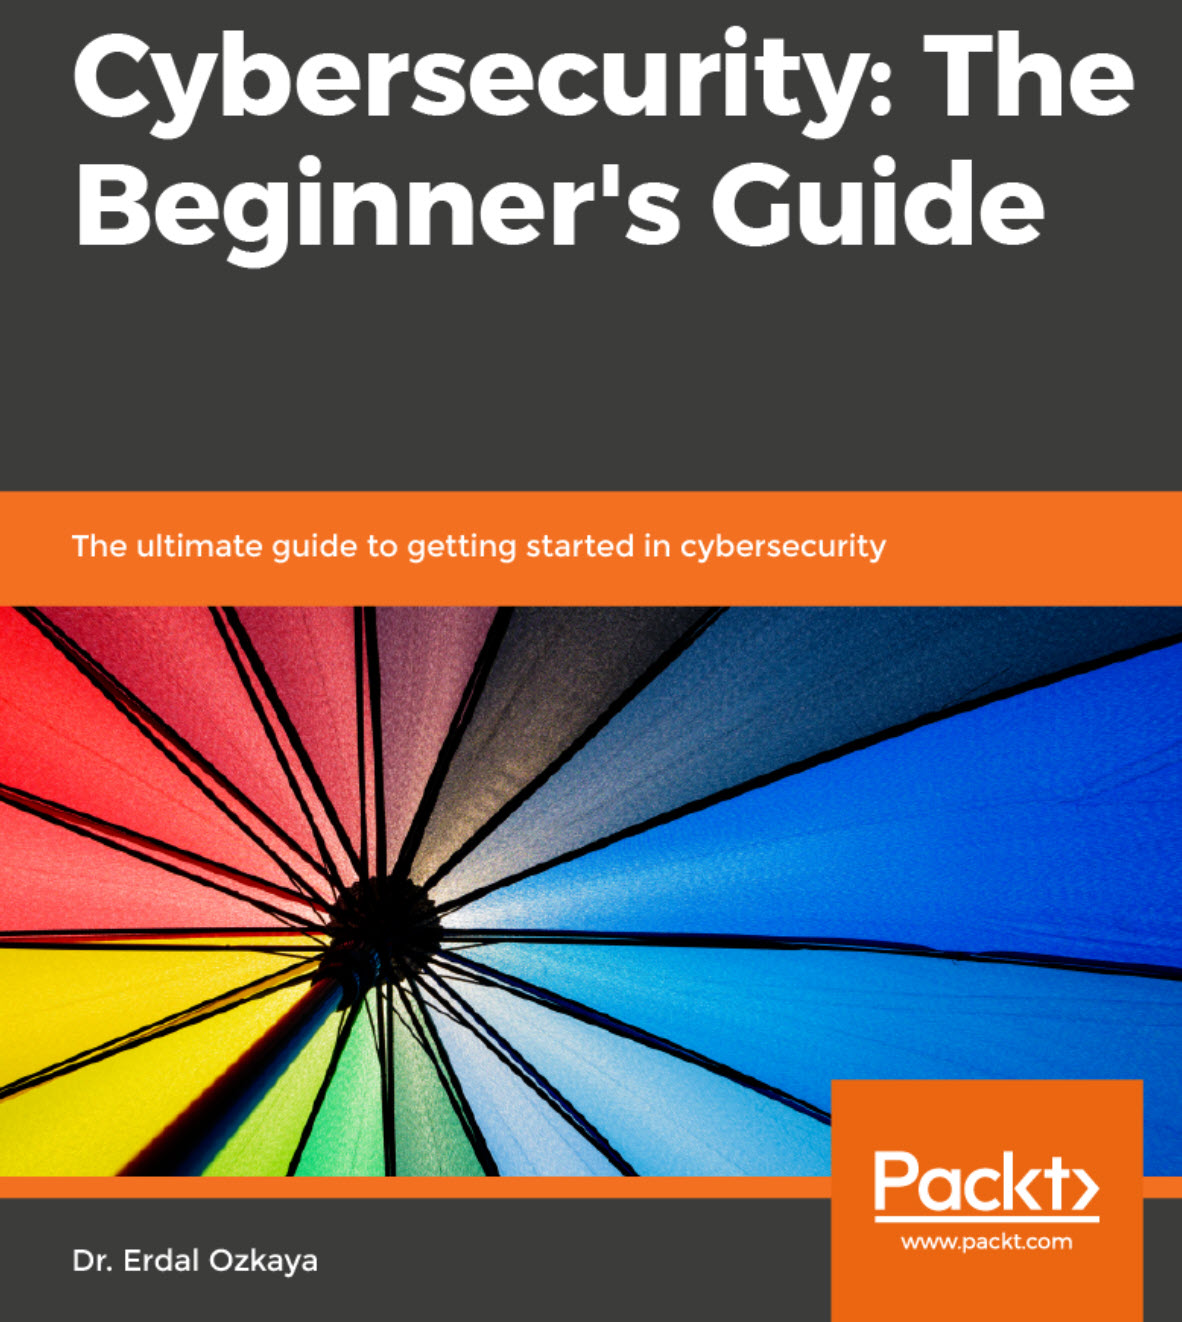 Cybersecurity: The
Beginner's Guide
The ultimate guide to getting started in cybersecurity
Packt>
www.packt.com
Dr. Erdal Ozkaya